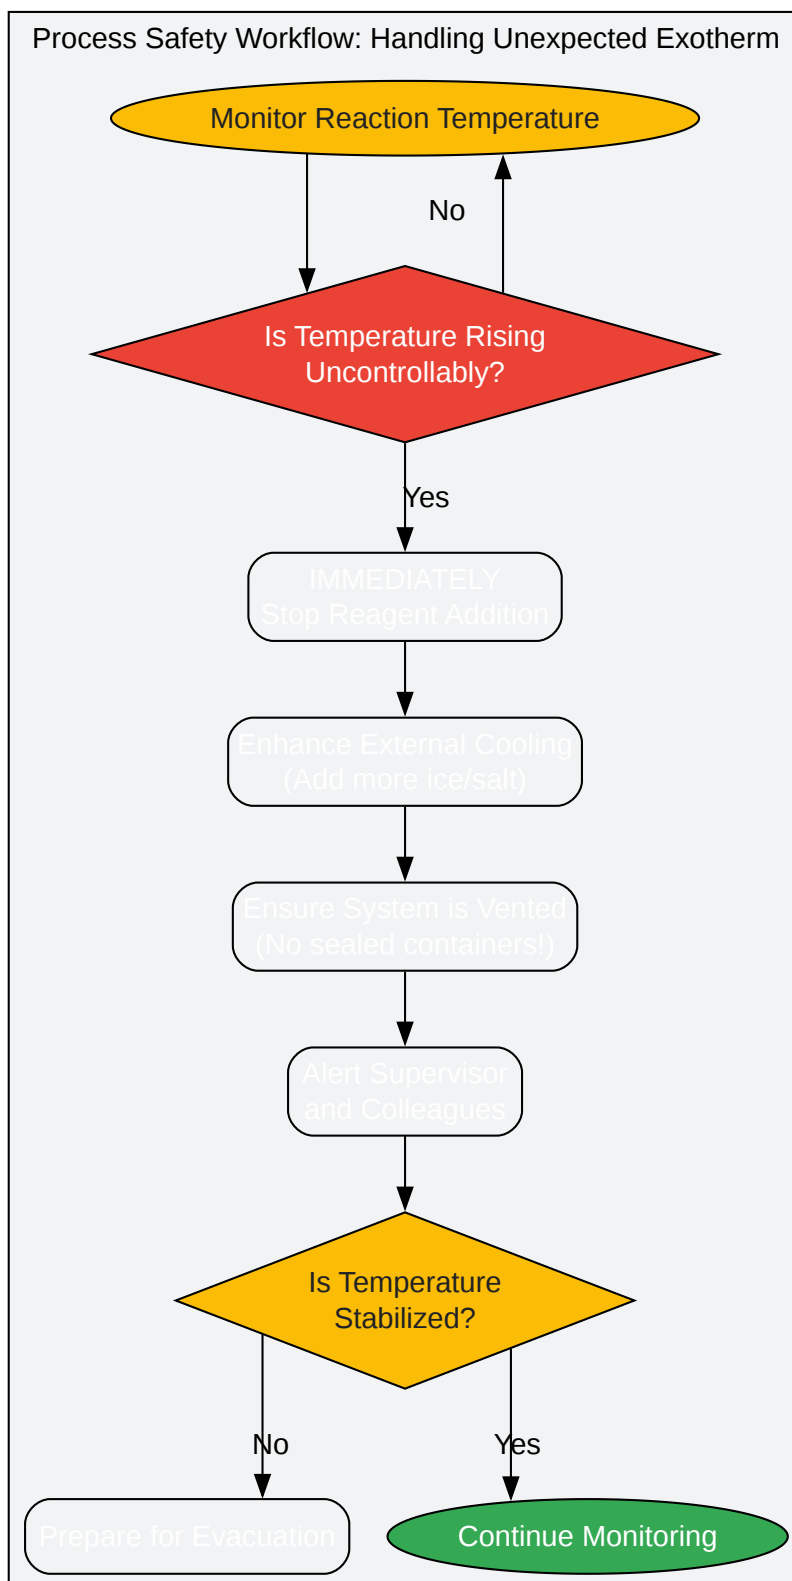 Process Safety Workflow: Handling Unexpected Exotherm
Monitor Reaction Temperature
No
Is Temperature Rising
Uncontrollably?
Yes
IMMEDIATELY
Stop Reagent Addition
Enhance External Cooling
(Add more ice/salt)
Ensure System is Vented
(No sealed containers!)
Alert Supervisor
and Colleagues
Is Temperature
Stabilized?
No
Yes
Prepare for Evacuation
Continue Monitoring